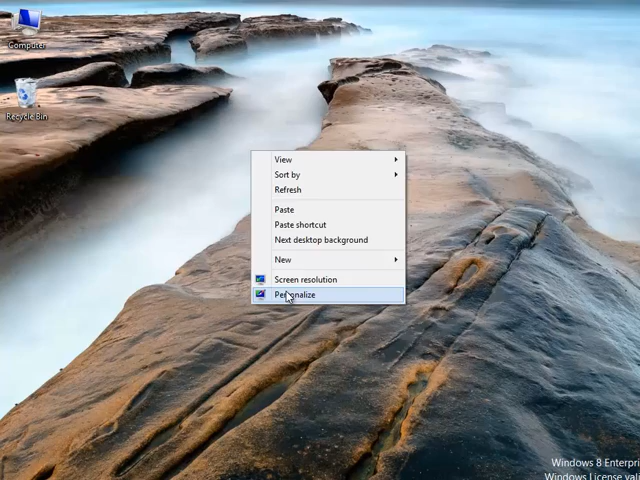 Computer
Recycle Bin
View
Sort by
Refresh
Paste
Paste shortcut
Next desktop background
New
Screen resolution
Personalize
Windows 8 Enterpri
Windows License vali